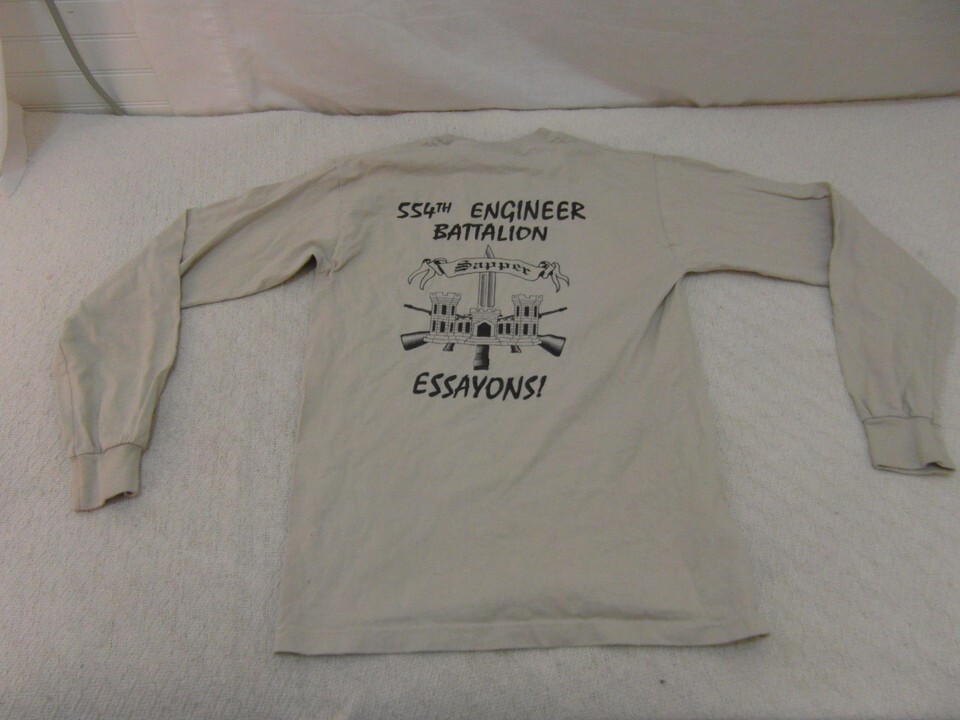 554TH ENGINEER
BATTALION
Sapper
ESSAYONS!